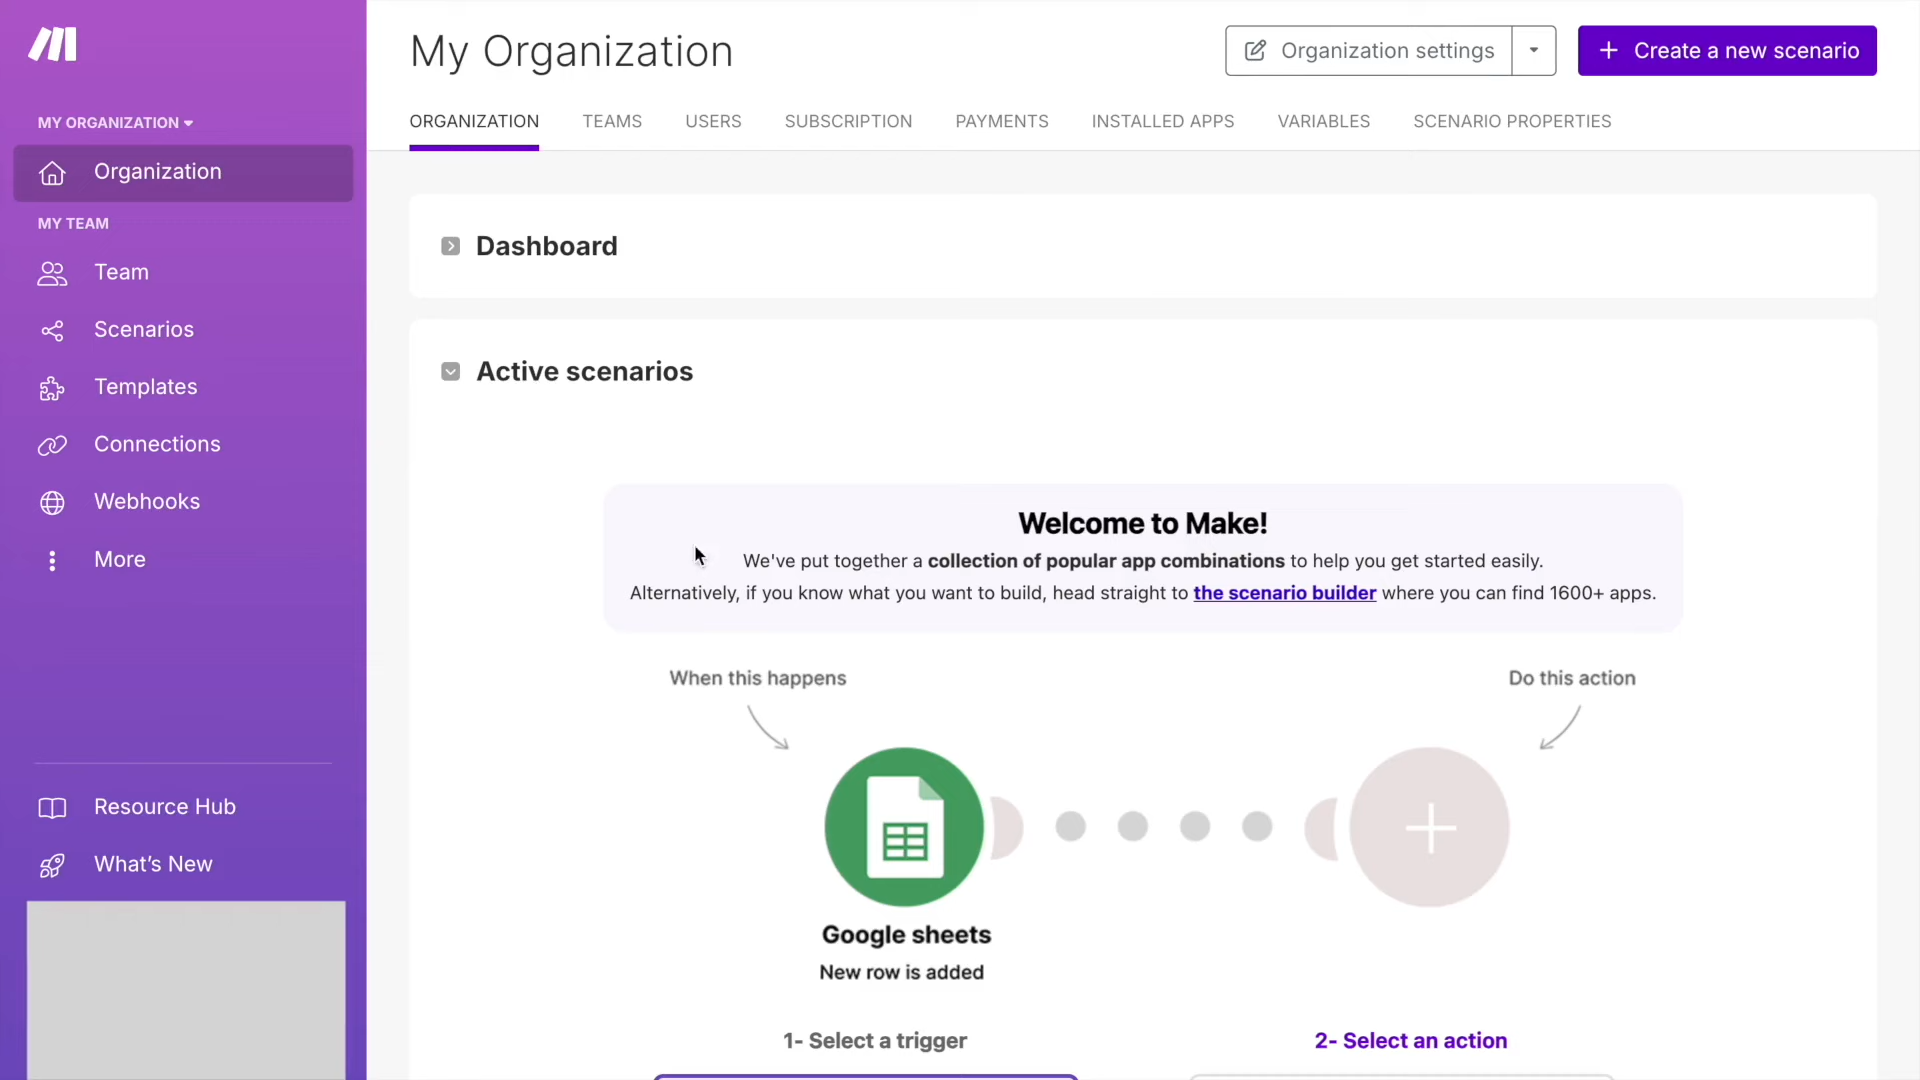 MY ORGANIZATION
Organization
MY TEAM
Team
Scenarios
Templates
Connections
Webhooks
More
Resource Hub
What's New
My Organization
Organization settings
Create a new scenario
ORGANIZATION TEAMS USERS SUBSCRIPTION PAYMENTS INSTALLED APPS VARIABLES SCENARIO PROPERTIES
Dashboard
Active scenarios
Welcome to Make!
We've put together a collection of popular app combinations to help you get started easily.
Alternatively, if you know what you want to build, head straight to the scenario builder where you can find 1600+ apps.
When this happens
Do this action
Google sheets
New row is added
1- Select a trigger
2- Select an action